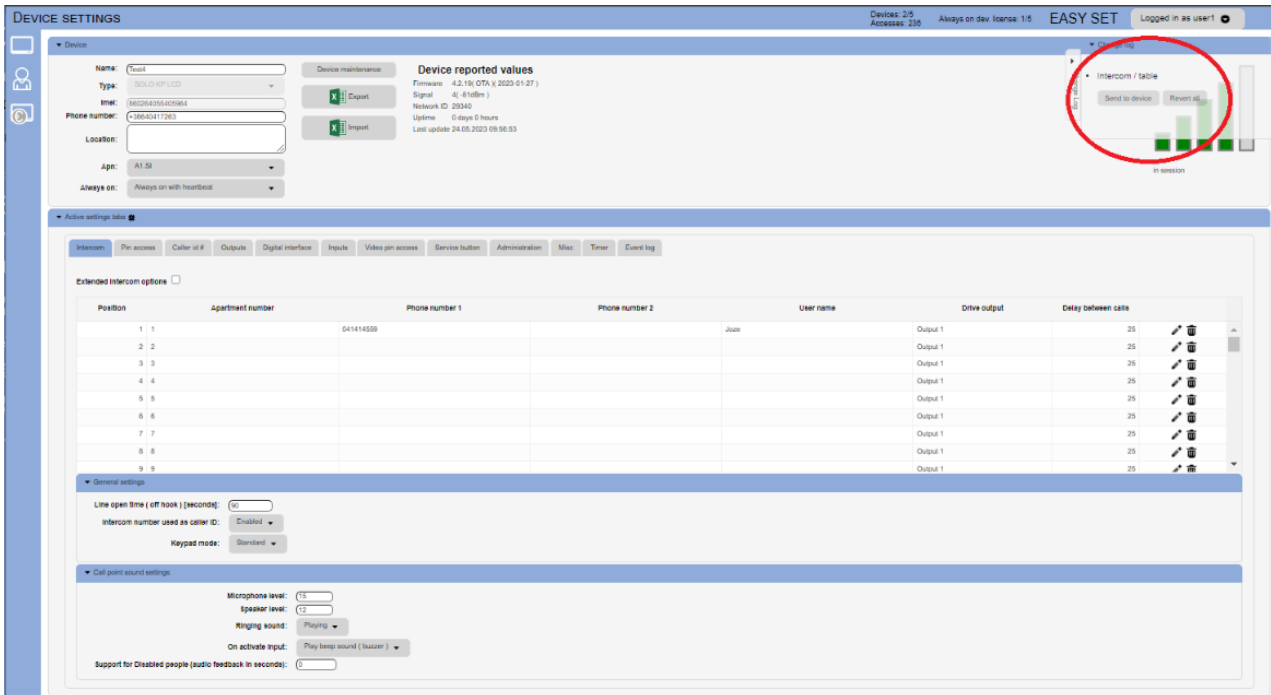 DEVICE SETTINGS
Devices: 2/5
Accesses: 236
Always on dev. license: 1/5
EASY SET
Logged in as user1
Device
Name: Test4
Type: SOLO KP LCD
Imei: 860264055405964
Phone number: +38640417263
Location:
Apn: A1.SI
Always on: Always on with heartbeat
Device maintenance
Export
Import
Device reported values
Firmware 4.2.19( OTA )( 2023-01-27 )
Signal 4( -81dBm )
Network ID 29340
Uptime 0 days 0 hours
Last update 24.05.2023 09:56:53
Change log
Intercom / table
Send to device Revert all
in session
Active settings tabs
Intercom Pin access Caller id # Outputs Digital interface Inputs Video pin access Service button Administration Misc Timer Event log
Extended intercom options
Position Apartment number Phone number 1 Phone number 2 User name Drive output Delay between calls
1 1 041414559 Joze Output 1 25
2 2 Output 1 25
3 3 Output 1 25
4 4 Output 1 25
5 5 Output 1 25
6 6 Output 1 25
7 7 Output 1 25
8 8 Output 1 25
9 9 Output 1 25
General settings
Line open time ( off hook ) [seconds]: 90
Intercom number used as caller ID: Enabled
Keypad mode: Standard
Call point sound settings
Microphone level: 15
Speaker level: 12
Ringing sound: Playing
On activate input: Play beep sound ( buzzer )
Support for Disabled people (audio feedback in seconds): 0